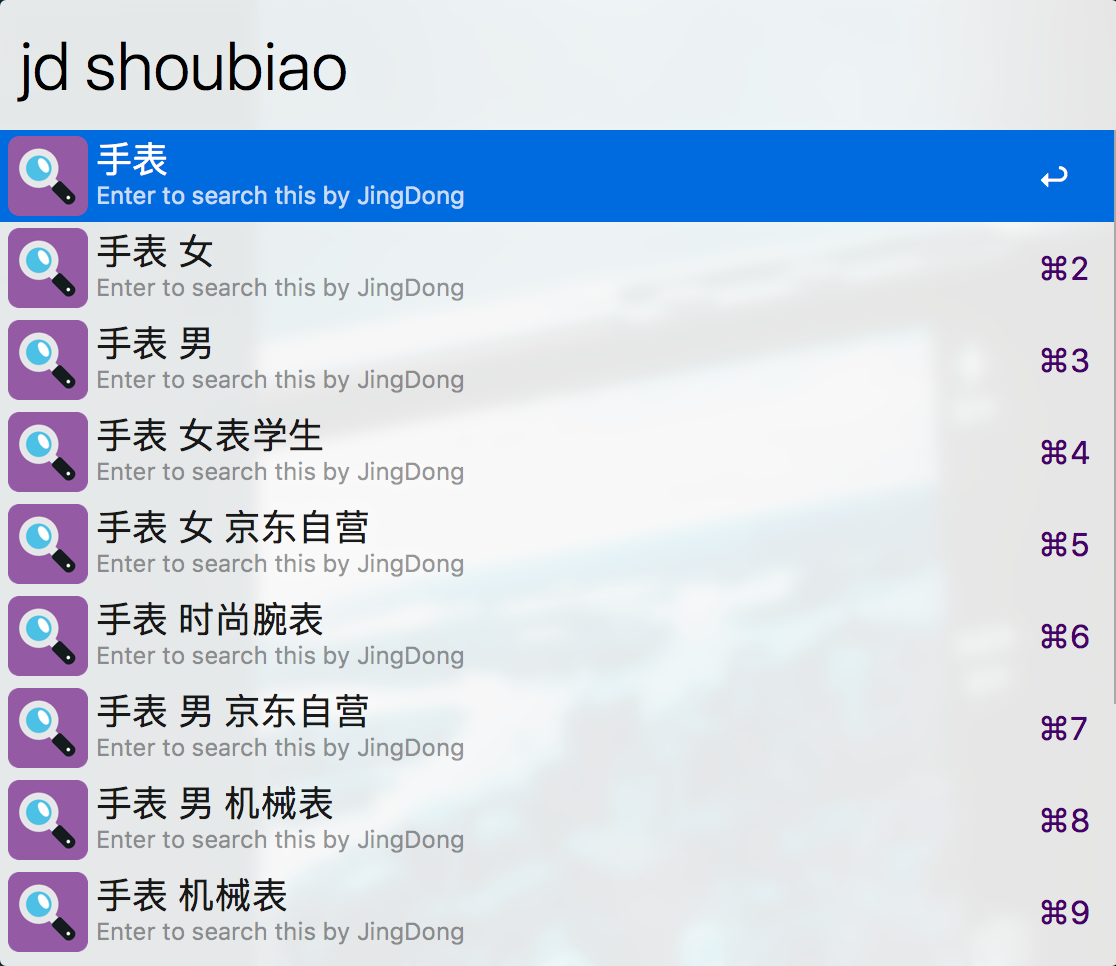 jd shoubiao
手表
Enter to search this by JingDong
手表 女
Enter to search this by JingDong
⌘2
手表 男
Enter to search this by JingDong
⌘3
手表 女表学生
Enter to search this by JingDong
⌘4
手表 女 京东自营
Enter to search this by JingDong
⌘5
手表 时尚腕表
Enter to search this by JingDong
⌘6
手表 男 京东自营
Enter to search this by JingDong
⌘7
手表 男 机械表
Enter to search this by JingDong
⌘8
手表 机械表
Enter to search this by JingDong
⌘9